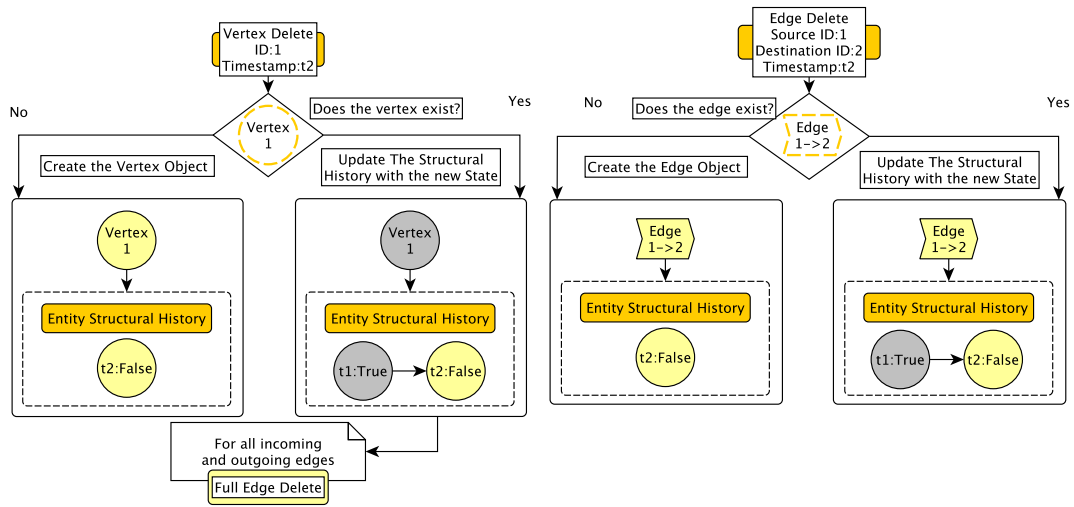 Vertex Delete
ID:1
Timestamp:t2
No
Does the vertex exist?
Yes
Vertex
1
Create the Vertex Object
Update The Structural
History with the new State
Vertex
1
Entity Structural History
t2:False
Vertex
1
Entity Structural History
t1:True
t2:False
For all incoming
and outgoing edges
Full Edge Delete
Edge Delete
Source ID:1
Destination ID:2
Timestamp:t2
No
Does the edge exist?
Yes
Edge
1->2
Create the Edge Object
Update The Structural
History with the new State
Edge
1->2
Entity Structural History
t2:False
Edge
1->2
Entity Structural History
t1:True
t2:False